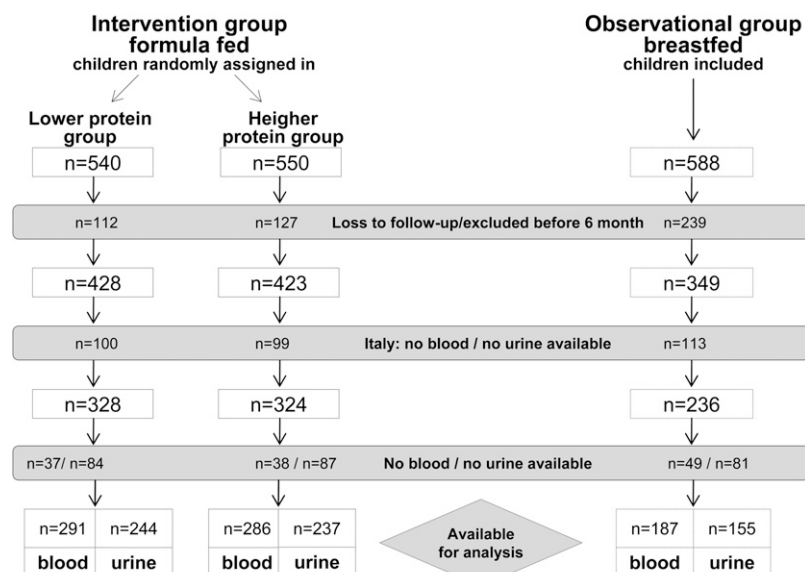 Intervention group
formula fed
children randomly assigned in
Observational group
breastfed
children included
Lower protein
group
Heigher
protein group
n=540
n=550
n=588
n=112
n=127
Loss to follow-up/excluded before 6 month
n=239
n=428
n=423
n=349
n=100
n=99
Italy: no blood / no urine available
n=113
n=328
n=324
n=236
n=37/ n=84
n=38 / n=87
No blood / no urine available
n=49 / n=81
n=291
n=244
n=286
n=237
Available
for analysis
n=187
n=155
blood
urine
blood
urine
blood
urine